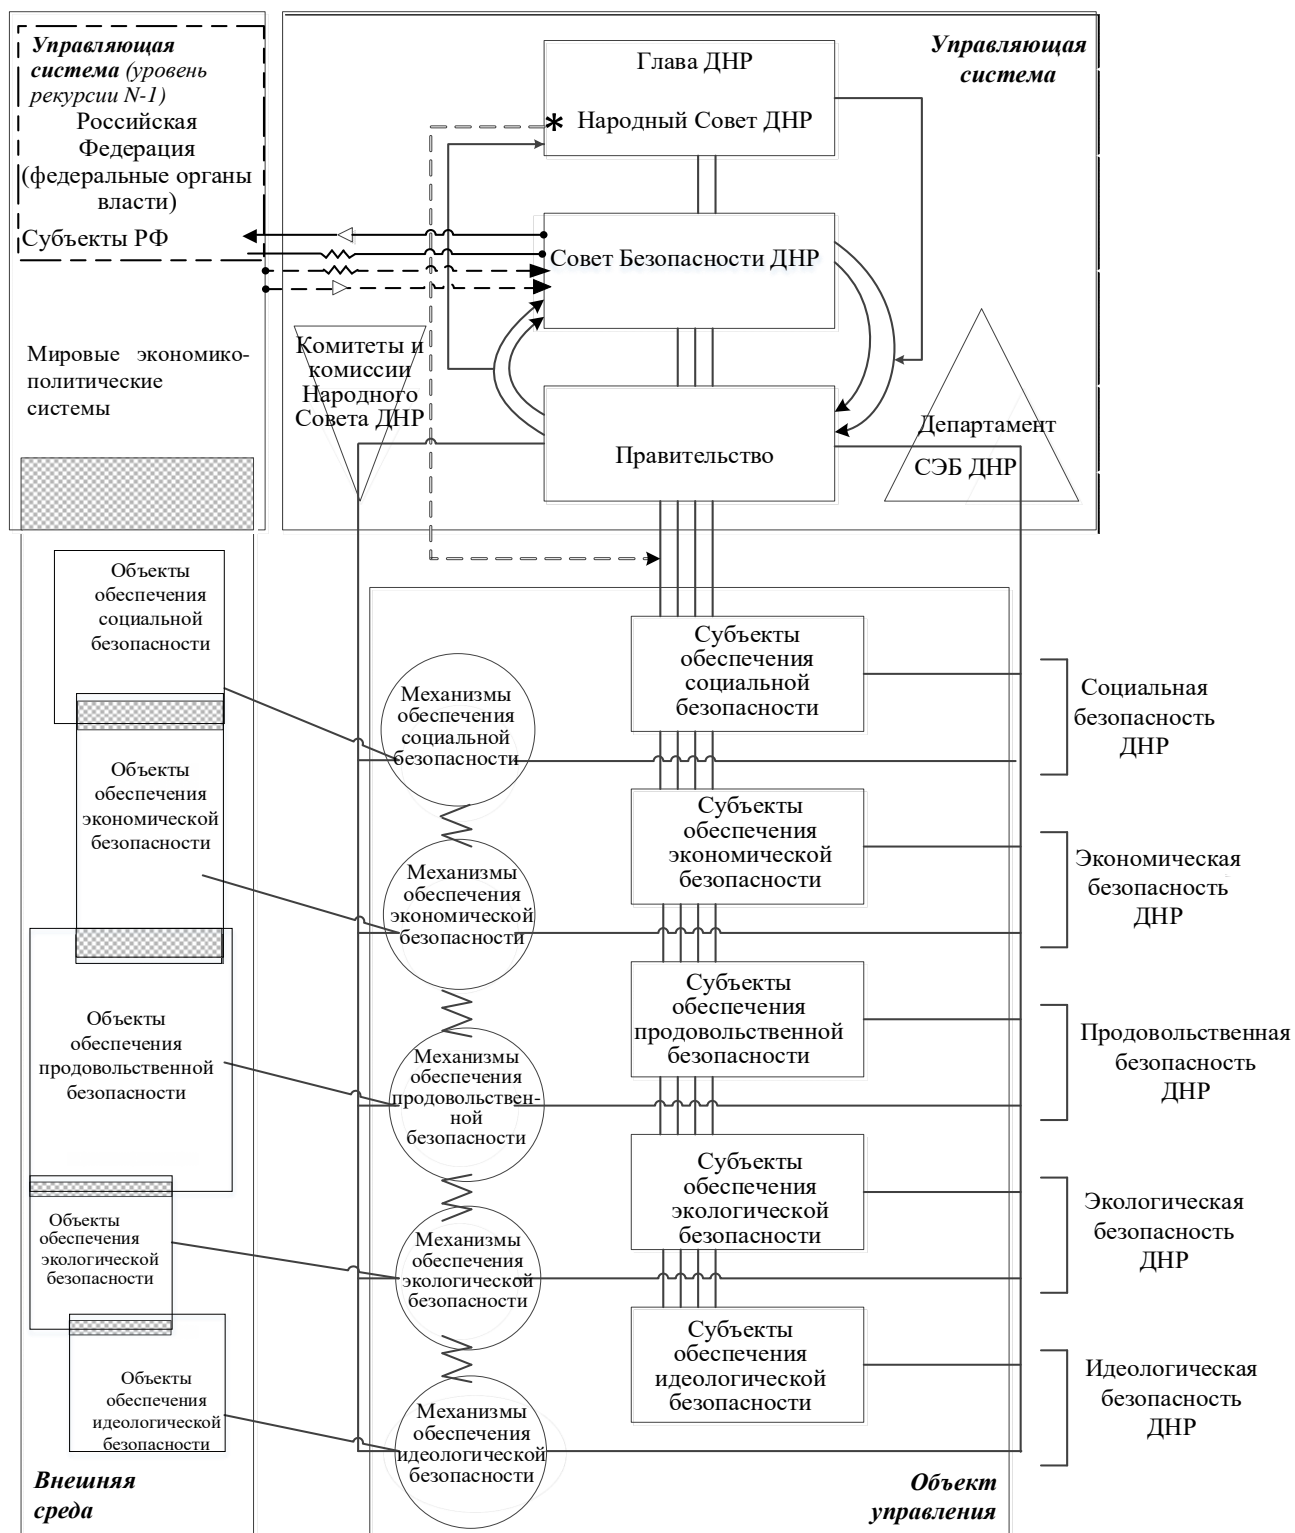 Управляющая
система (уровень
рекурсии N-1)
Российская
Федерация
(федеральные органы
власти)
Субъекты РФ
Мировые экономико-
политические
системы
Управляющая
система
Глава ДНР
* Народный Совет ДНР
Совет Безопасности ДНР
Комитеты и
комиссии
Народного
Совета ДНР
Правительство
Департамент
СЭБ ДНР
Объекты
обеспечения
социальной
безопасности
Объекты
обеспечения
экономической
безопасности
Объекты
обеспечения
продовольственной
безопасности
Объекты
обеспечения
экологической
безопасности
Объекты
обеспечения
идеологической
безопасности
Внешняя
среда
Механизмы
обеспечения
социальной
безопасности
Механизмы
обеспечения
экономической
безопасности
Механизмы
обеспечения
продовольствен-
ной
безопасности
Механизмы
обеспечения
экологической
безопасности
Механизмы
обеспечения
идеологической
безопасности
Субъекты
обеспечения
социальной
безопасности
Субъекты
обеспечения
экономической
безопасности
Субъекты
обеспечения
продовольственной
безопасности
Субъекты
обеспечения
экологической
безопасности
Субъекты
обеспечения
идеологической
безопасности
Объект
управления
Социальная
безопасность
ДНР
Экономическая
безопасность
ДНР
Продовольственная
безопасность
ДНР
Экологическая
безопасность
ДНР
Идеологическая
безопасность
ДНР